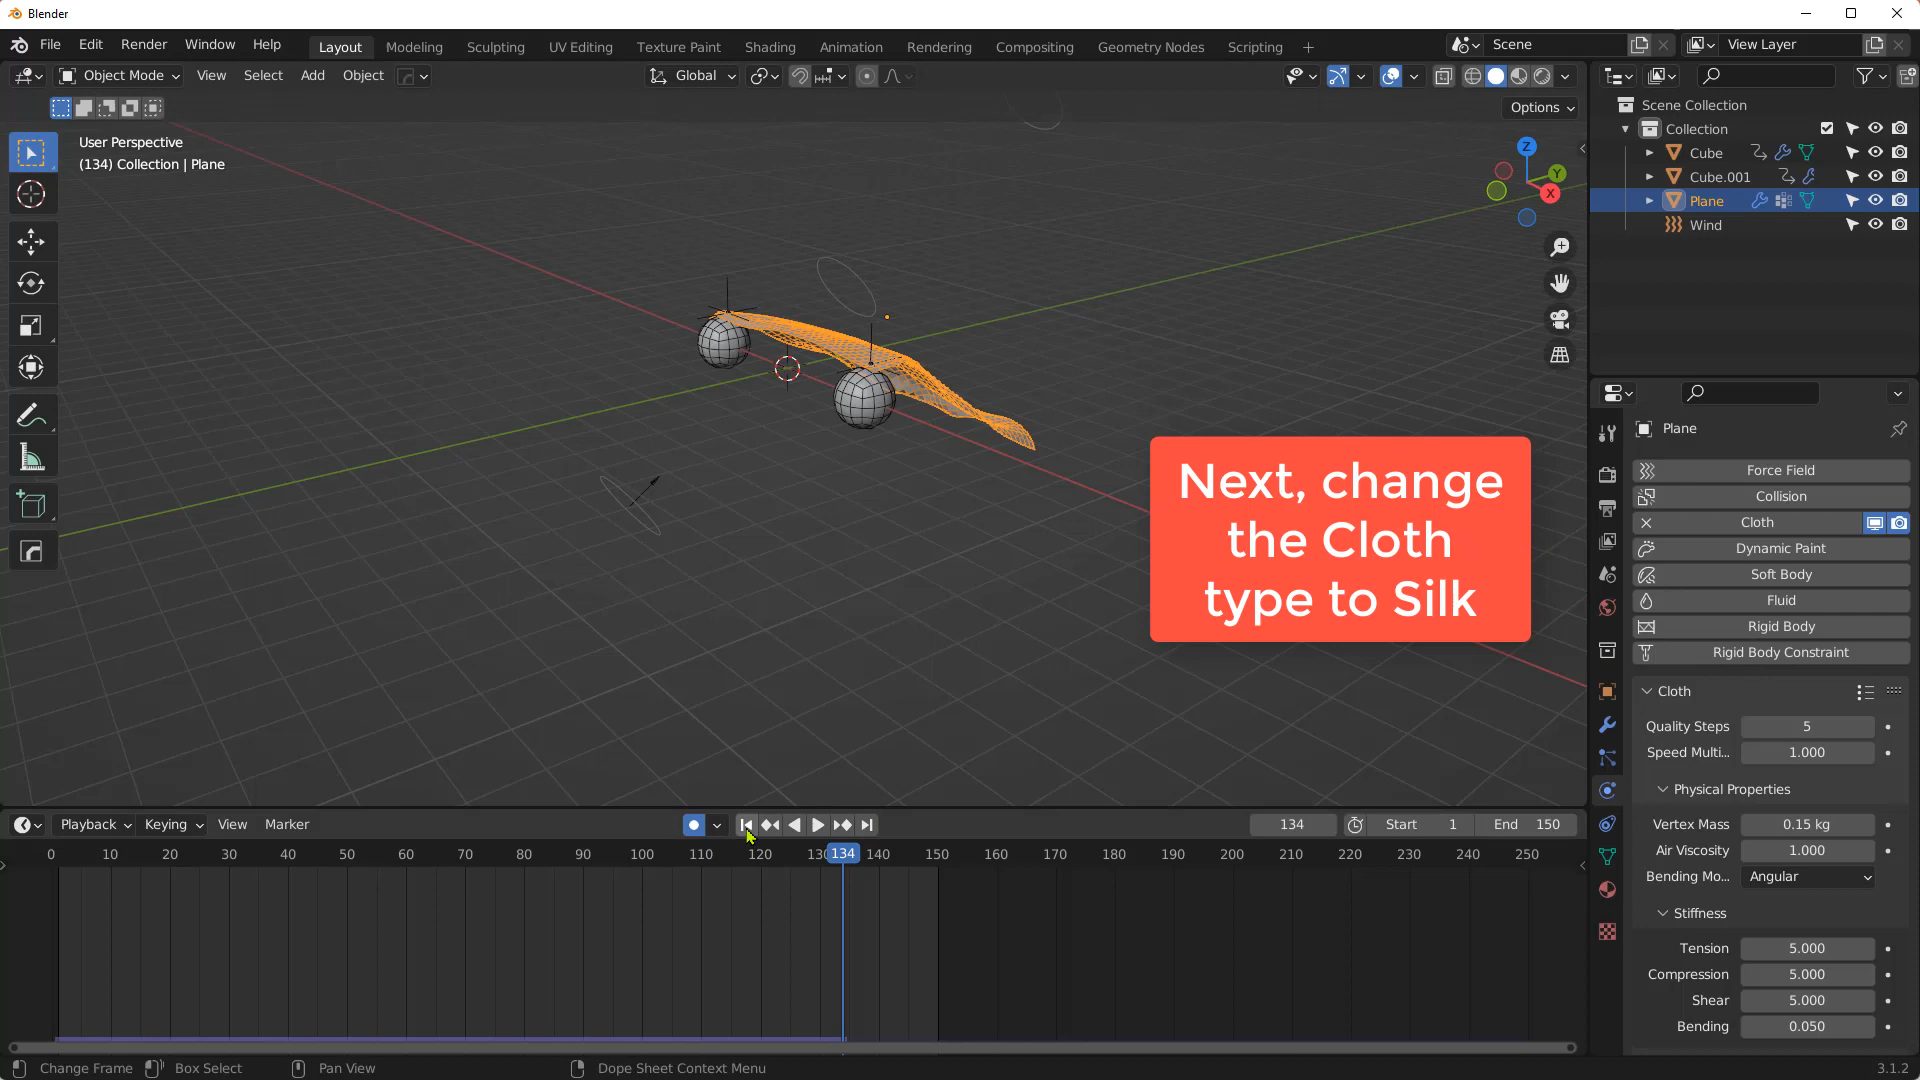 Blender
File Edit Render Window Help Layout Modeling Sculpting UV Editing Texture Paint Shading Animation Rendering Compositing Geometry Nodes Scripting + Scene View Layer
Object Mode View Select Add Object Global
Options
User Perspective
(134) Collection | Plane
Z
Y
X
Scene Collection
Collection
Cube
Cube.001
Plane
Wind
Next, change
the Cloth
type to Silk
Plane
Force Field
Collision
Cloth
Dynamic Paint
Soft Body
Fluid
Rigid Body
Rigid Body Constraint
Cloth
Quality Steps 5
Speed Multi... 1.000
Physical Properties
Vertex Mass 0.15 kg
Air Viscosity 1.000
Bending Mo... Angular
Stiffness
Tension 5.000
Compression 5.000
Shear 5.000
Bending 0.050
Playback Keying View Marker 134 Start 1 End 150
0 10 20 30 40 50 60 70 80 90 100 110 120 130 134 140 150 160 170 180 190 200 210 220 230 240 250
Change Frame Box Select Pan View Dope Sheet Context Menu 3.1.2